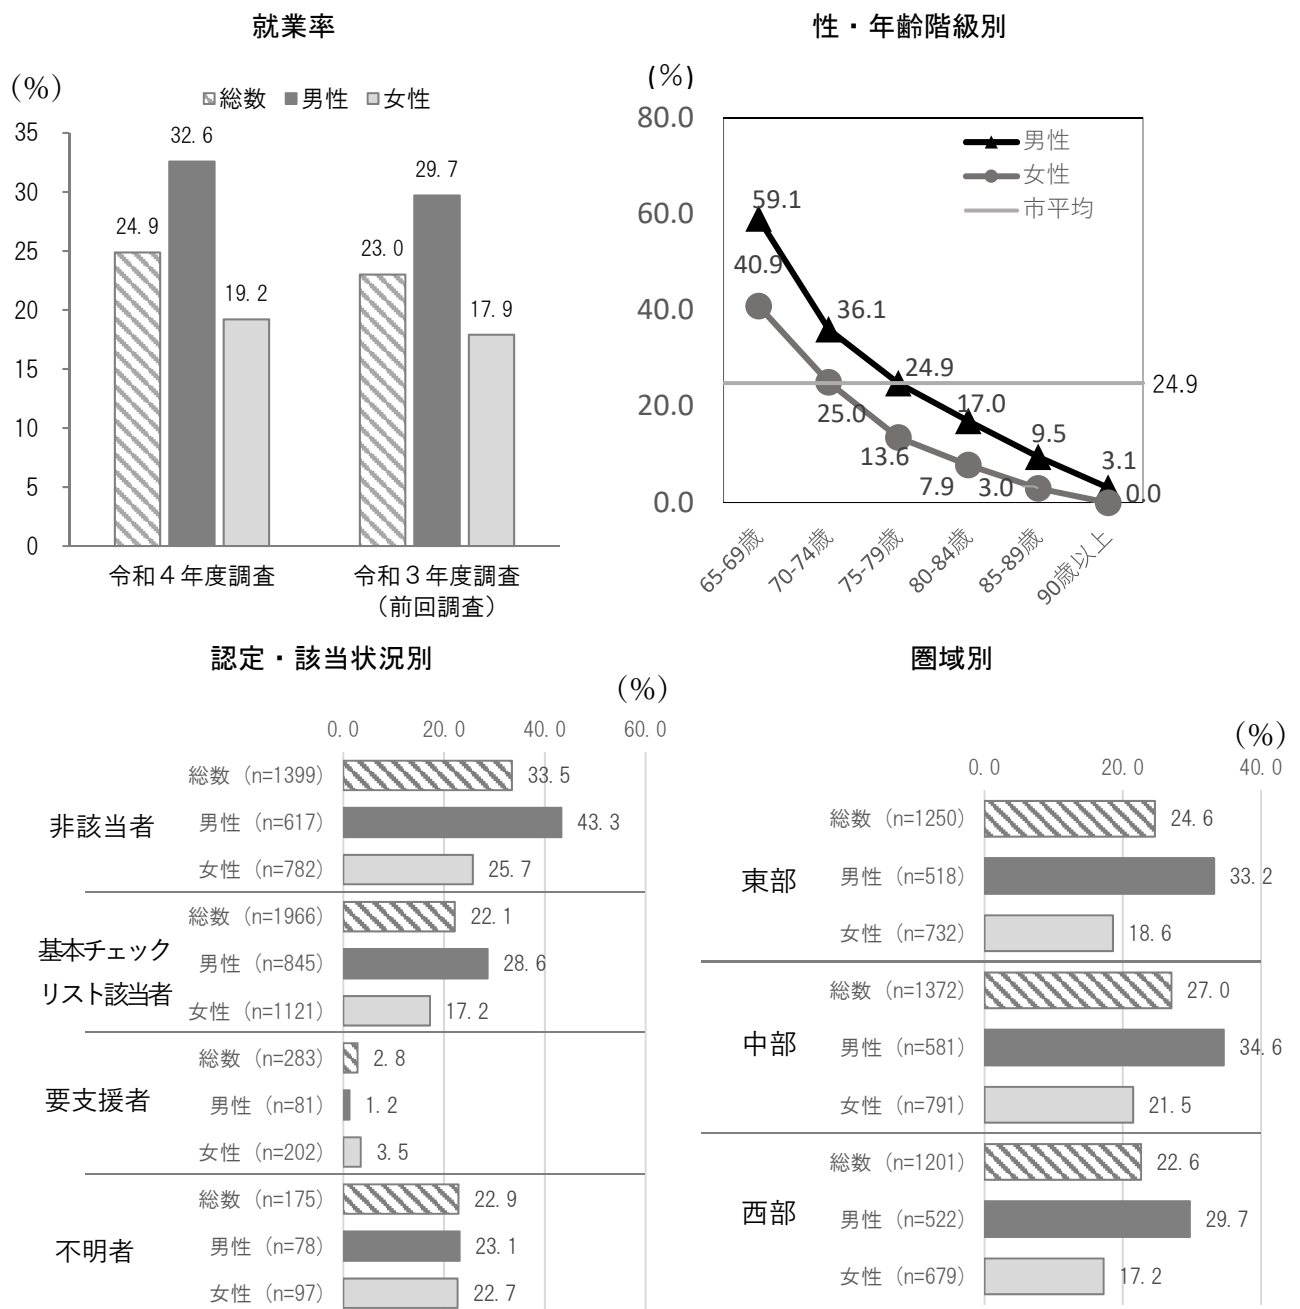 就業率
(%)
総数 男性 女性
35
30
25
20
15
10
5
0
32.6
29.7
24.9
23.0
19.2
17.9
令和４年度調査
令和３年度調査
（前回調査）
性・年齢階級別
(%)
80.0
60.0
40.0
20.0
0.0
男性
女性
市平均
59.1
40.9
36.1
24.9
24.9
25.0
17.0
13.6
9.5
7.9
3.0
3.1
0.0
65-69歳
70-74歳
75-79歳
80-84歳
85-89歳
90歳以上
認定・該当状況別
(%)
0.0 20.0 40.0 60.0
非該当者
総数（n=1399） 33.5
男性（n=617） 43.3
女性（n=782） 25.7
基本チェック
リスト該当者
総数（n=1966） 22.1
男性（n=845） 28.6
女性（n=1121） 17.2
要支援者
総数（n=283） 2.8
男性（n=81） 1.2
女性（n=202） 3.5
不明者
総数（n=175） 22.9
男性（n=78） 23.1
女性（n=97） 22.7
圏域別
(%)
0.0 20.0 40.0
東部
総数（n=1250） 24.6
男性（n=518） 33.2
女性（n=732） 18.6
中部
総数（n=1372） 27.0
男性（n=581） 34.6
女性（n=791） 21.5
西部
総数（n=1201） 22.6
男性（n=522） 29.7
女性（n=679） 17.2